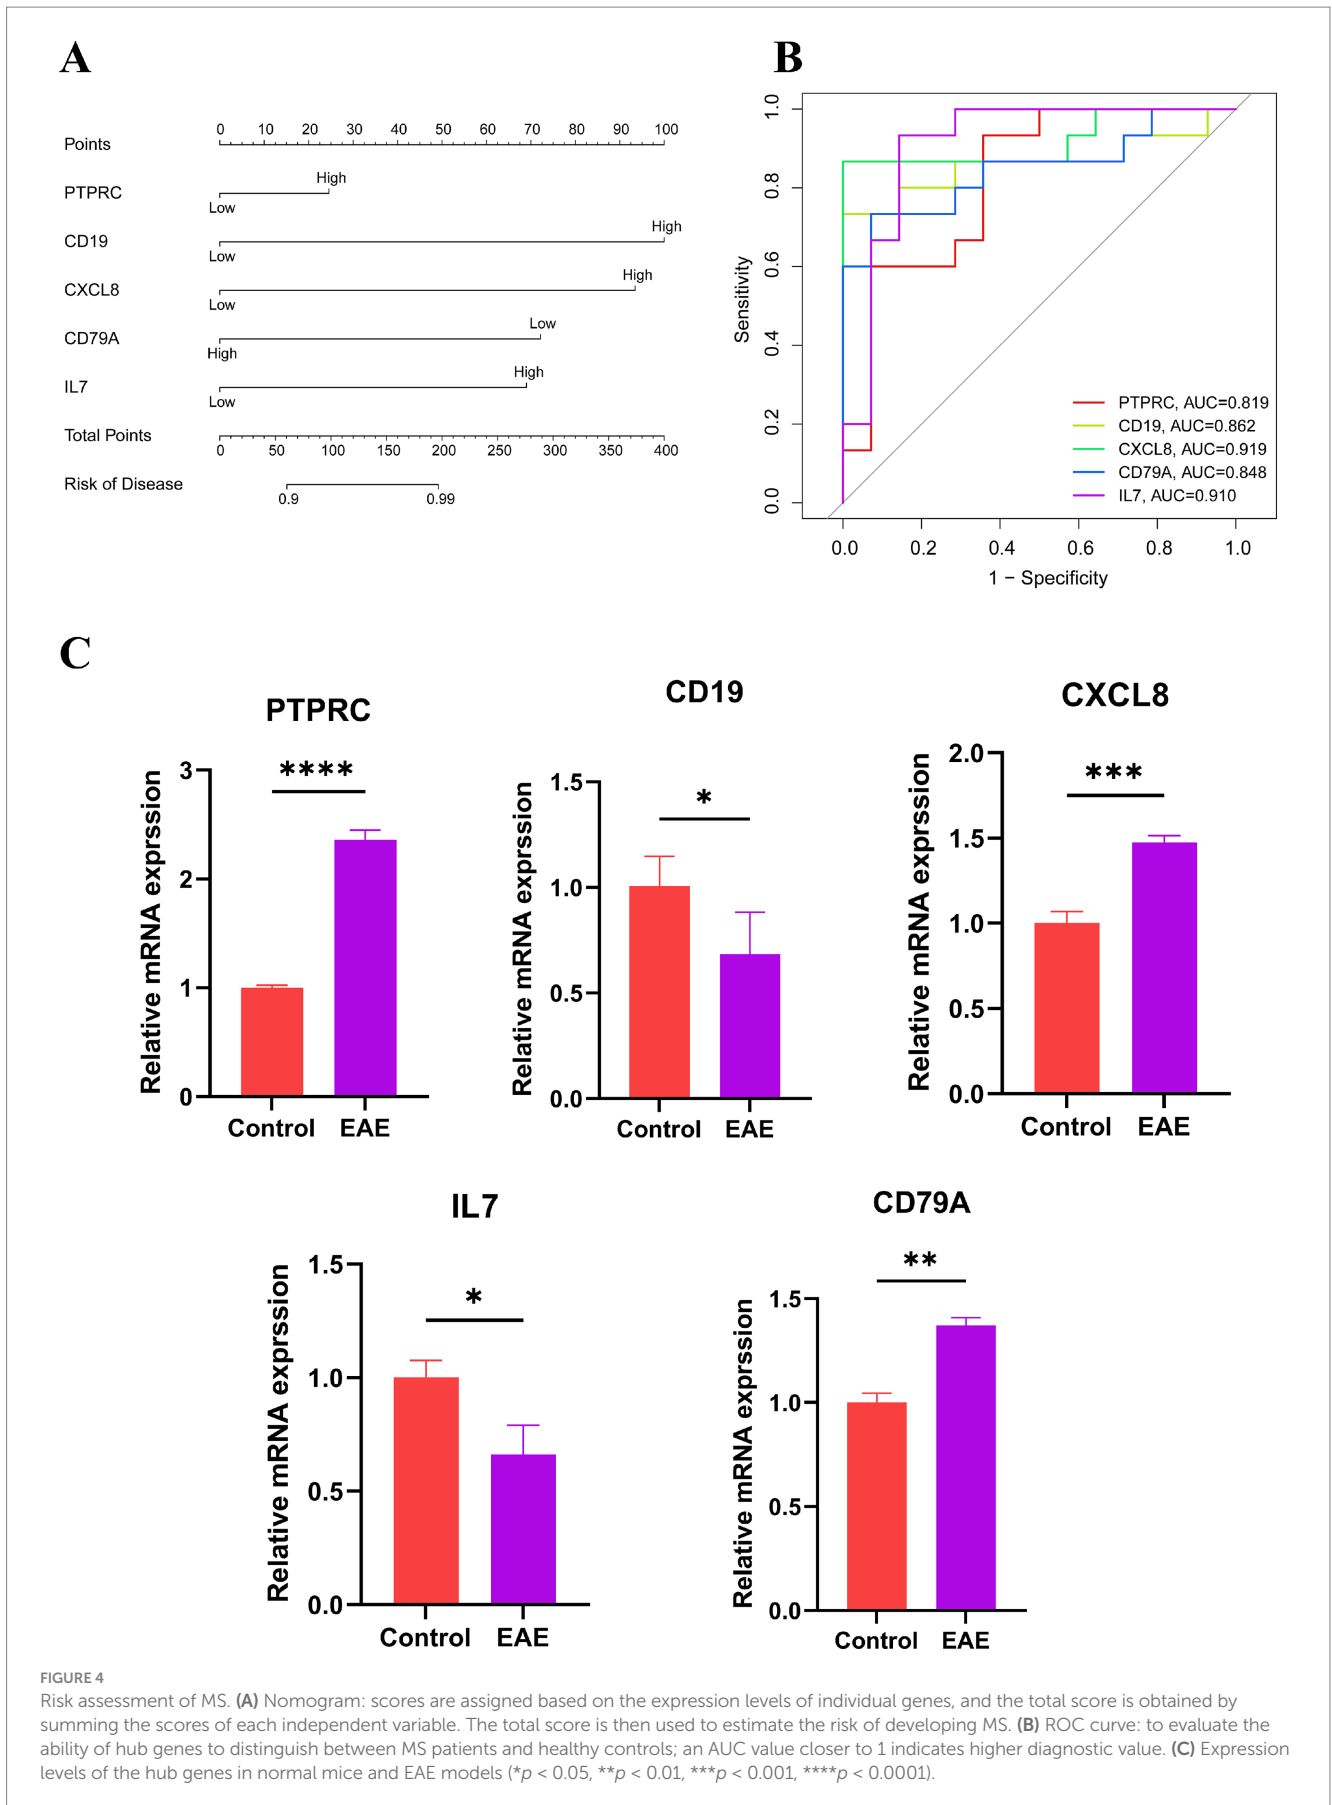 A
Points
0 10 20 30 40 50 60 70 80 90 100
PTPRC
High
Low
CD19
High
Low
CXCL8
High
Low
CD79A
Low
High
IL7
High
Low
Total Points
0 50 100 150 200 250 300 350 400
Risk of Disease
0.9 0.99
B
Sensitivity
1.0
0.8
0.6
0.4
0.2
0.0
PTPRC, AUC=0.819
CD19, AUC=0.862
CXCL8, AUC=0.919
CD79A, AUC=0.848
IL7, AUC=0.910
0.0 0.2 0.4 0.6 0.8 1.0
1 − Specificity
C
PTPRC
Relative mRNA exprssion
3
2
1
0
****
Control EAE
CD19
Relative mRNA exprssion
1.5
1.0
0.5
0.0
*
Control EAE
CXCL8
Relative mRNA exprssion
2.0
1.5
1.0
0.5
0.0
***
Control EAE
IL7
Relative mRNA exprssion
1.5
1.0
0.5
0.0
*
Control EAE
CD79A
Relative mRNA exprssion
1.5
1.0
0.5
0.0
**
Control EAE
FIGURE 4
Risk assessment of MS. (A) Nomogram: scores are assigned based on the expression levels of individual genes, and the total score is obtained by
summing the scores of each independent variable. The total score is then used to estimate the risk of developing MS. (B) ROC curve: to evaluate the
ability of hub genes to distinguish between MS patients and healthy controls; an AUC value closer to 1 indicates higher diagnostic value. (C) Expression
levels of the hub genes in normal mice and EAE models (*p < 0.05, **p < 0.01, ***p < 0.001, ****p < 0.0001).